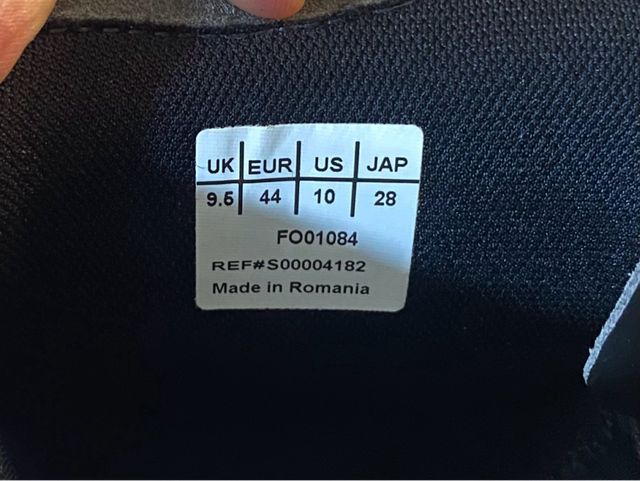 UK EUR US JAP
9.5 44 10 28
FO01084
REF#S00004182
Made in Romania